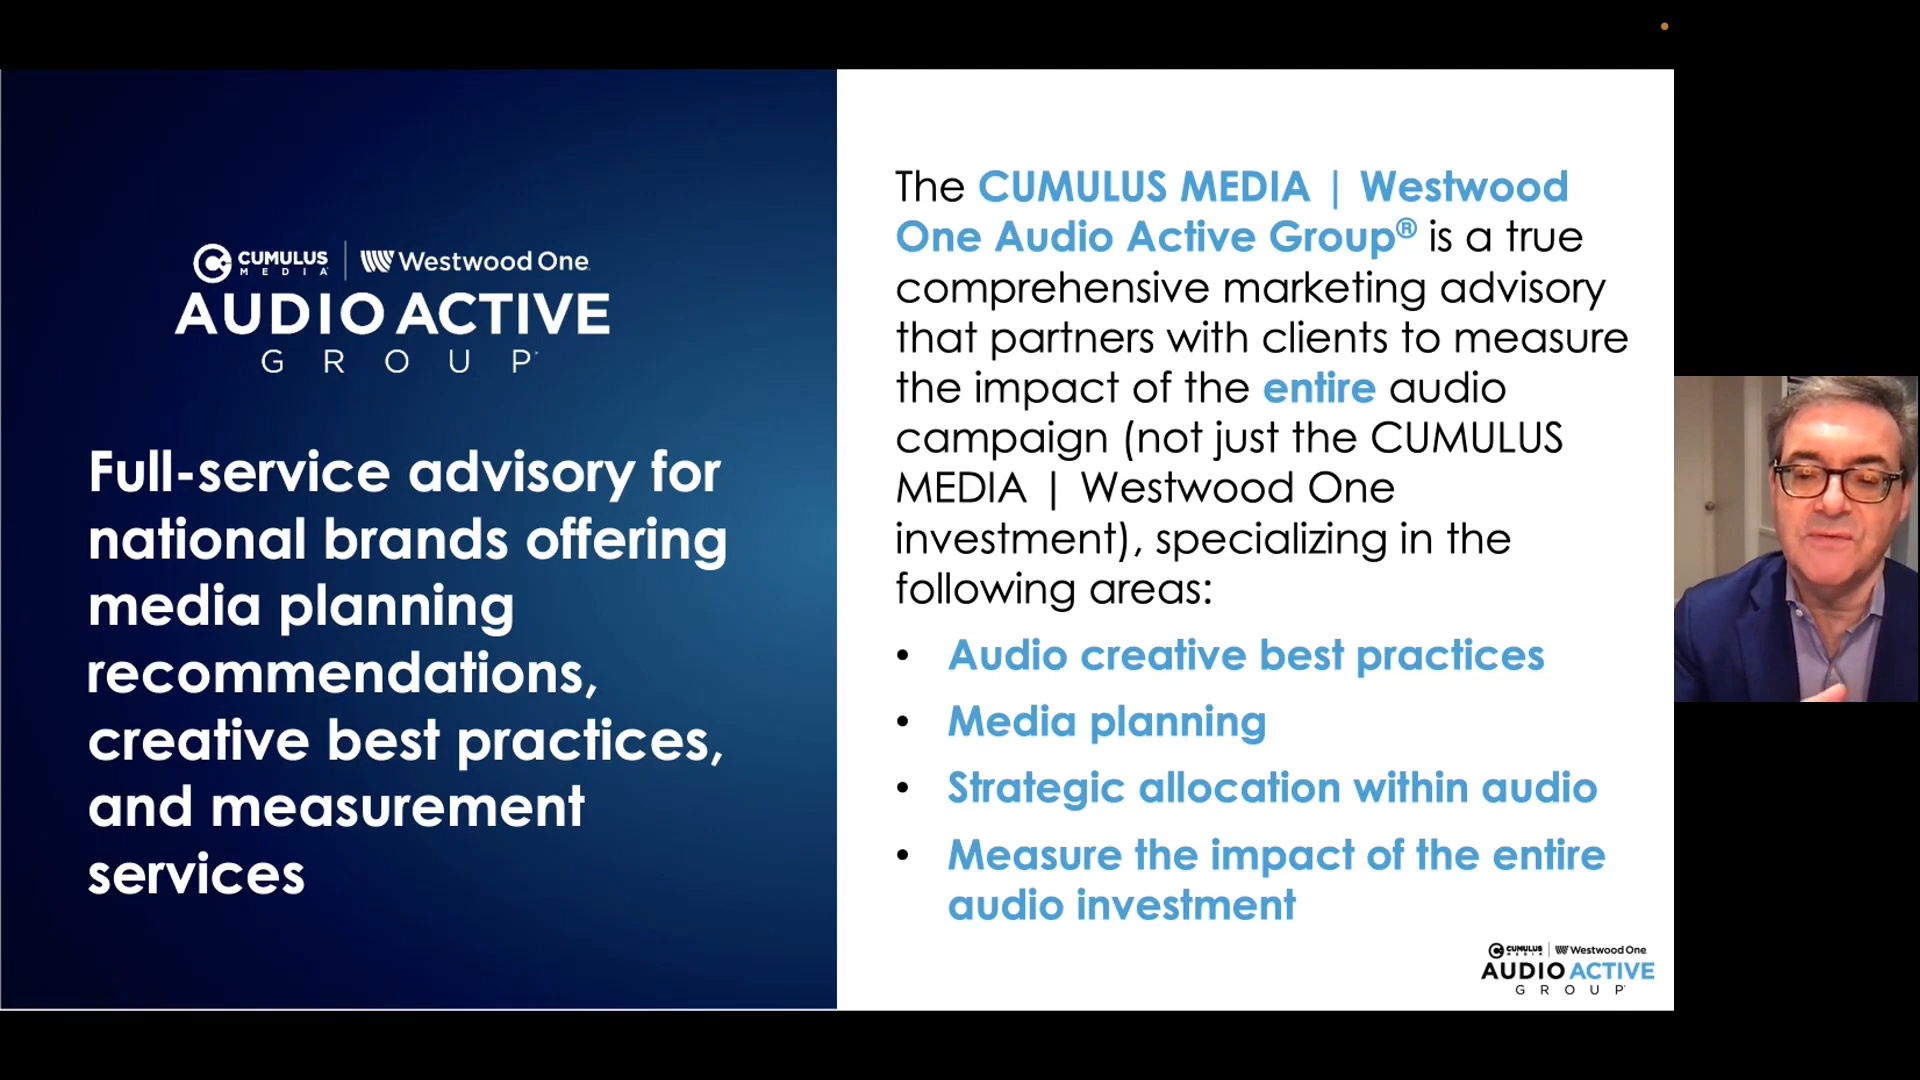 CUMULUS MEDIA | Westwood One
AUDIO ACTIVE
GROUP
Full-service advisory for
national brands offering
media planning
recommendations,
creative best practices,
and measurement
services
The CUMULUS MEDIA | Westwood
One Audio Active Group® is a true
comprehensive marketing advisory
that partners with clients to measure
the impact of the entire audio
campaign (not just the CUMULUS
MEDIA | Westwood One
investment), specializing in the
following areas:
• Audio creative best practices
• Media planning
• Strategic allocation within audio
• Measure the impact of the entire
audio investment
CUMULUS MEDIA | Westwood One
AUDIO ACTIVE
GROUP